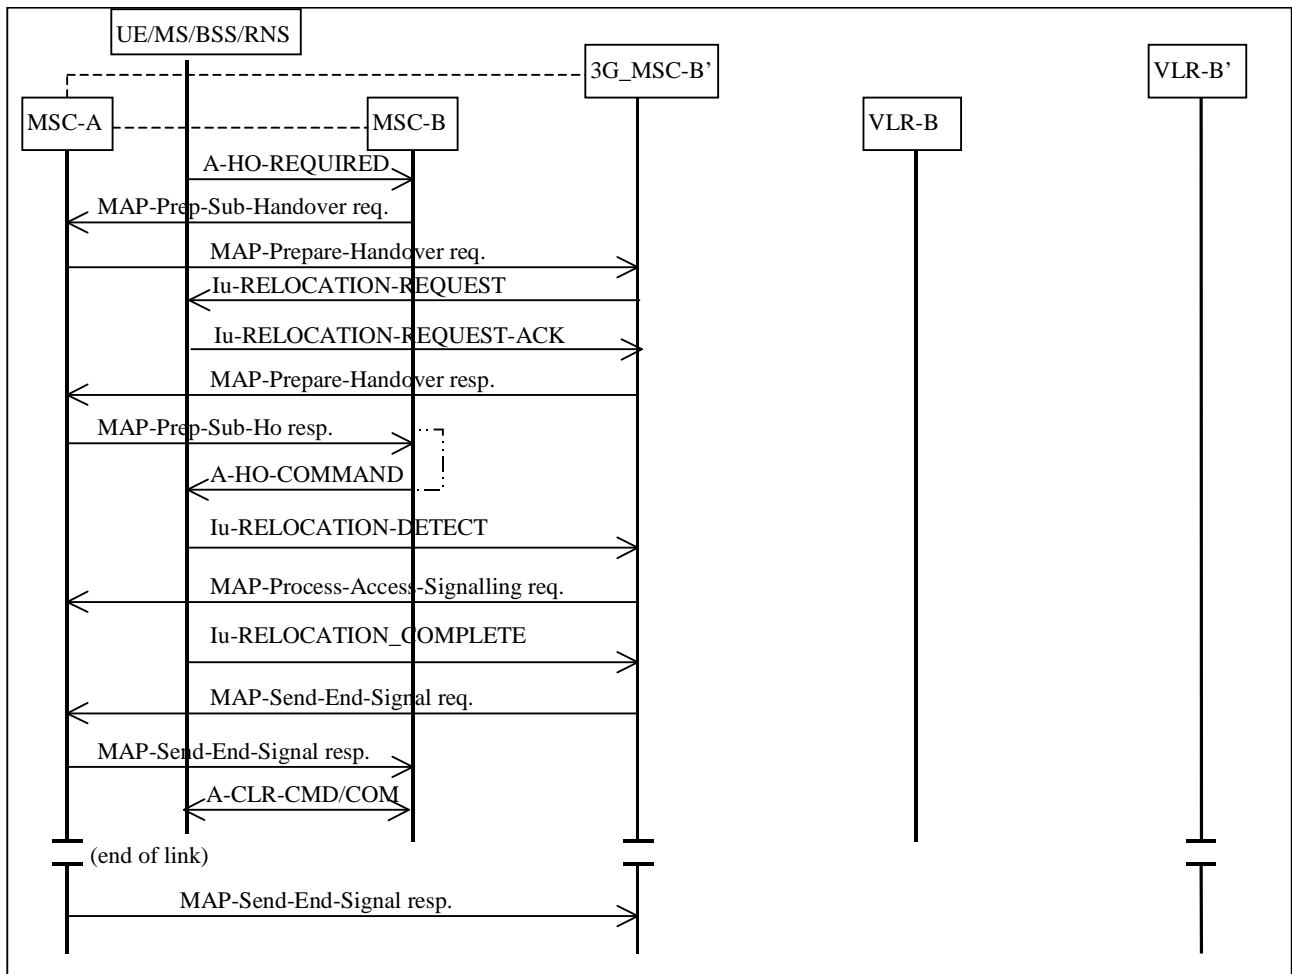 UE/MS/BSS/RNS
3G_MSC-B’
VLR-B’
MSC-A
MSC-B
VLR-B
A-HO-REQUIRED
MAP-Prep-Sub-Handover req.
MAP-Prepare-Handover req.
Iu-RELOCATION-REQUEST
Iu-RELOCATION-REQUEST-ACK
MAP-Prepare-Handover resp.
MAP-Prep-Sub-Ho resp.
A-HO-COMMAND
Iu-RELOCATION-DETECT
MAP-Process-Access-Signalling req.
Iu-RELOCATION_COMPLETE
MAP-Send-End-Signal req.
MAP-Send-End-Signal resp.
A-CLR-CMD/COM
(end of link)
MAP-Send-End-Signal resp.